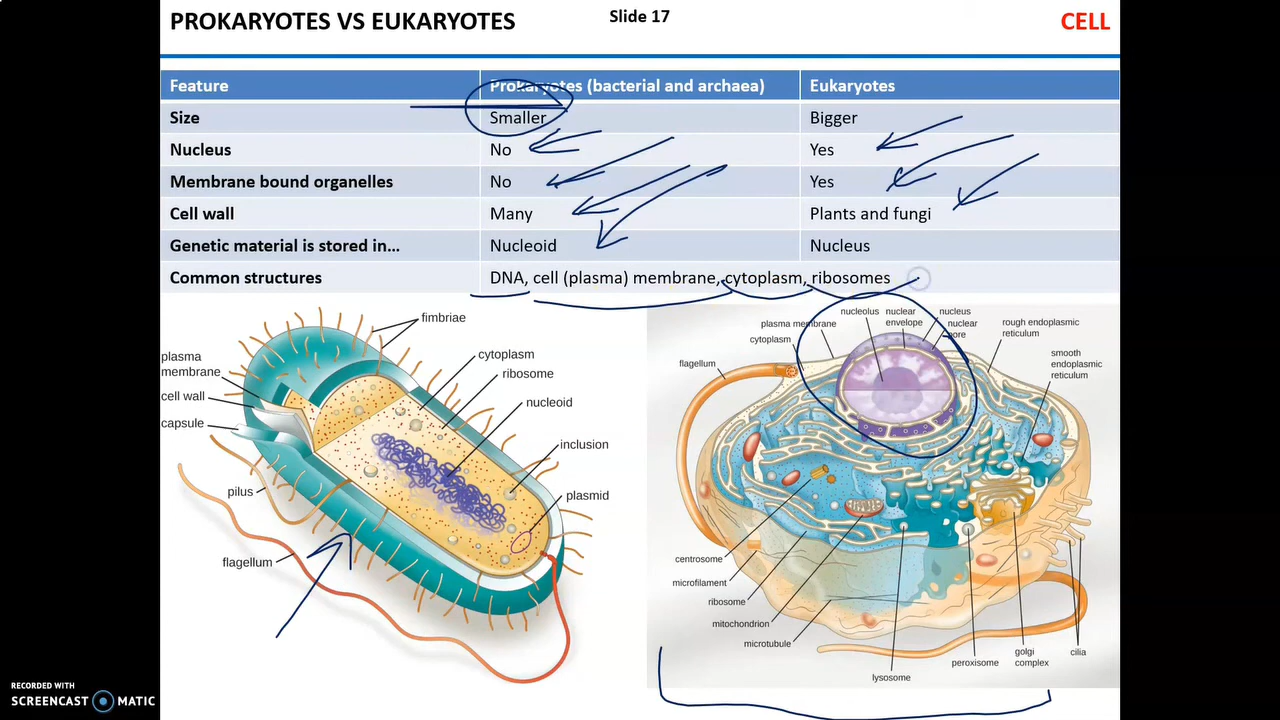 PROKARYOTES VS EUKARYOTES
Slide 17
CELL
Feature
Prokaryotes (bacterial and archaea)
Eukaryotes
Size
Smaller
Bigger
Nucleus
No
Yes
Membrane bound organelles
No
Yes
Cell wall
Many
Plants and fungi
Genetic material is stored in...
Nucleoid
Nucleus
Common structures
DNA, cell (plasma) membrane, cytoplasm, ribosomes
fimbriae
plasma
membrane
cytoplasm
ribosome
cell wall
nucleoid
capsule
inclusion
pilus
plasmid
flagellum
nucleolus
nuclear
envelope
nucleus
nuclear
pore
plasma membrane
cytoplasm
rough endoplasmic
reticulum
flagellum
smooth
endoplasmic
reticulum
centrosome
microfilament
ribosome
mitochondrion
microtubule
lysosome
peroxisome
golgi
complex
cilia
RECORDED WITH
SCREENCAST MATIC